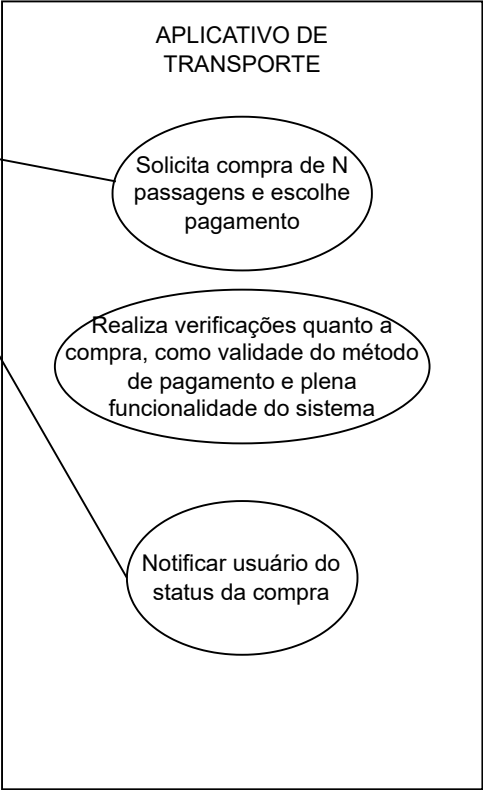 APLICATIVO DE
TRANSPORTE
Solicita compra de N
passagens e escolhe
pagamento
Realiza verificações quanto a
compra, como validade do método
de pagamento e plena
funcionalidade do sistema
Notificar usuário do
status da compra